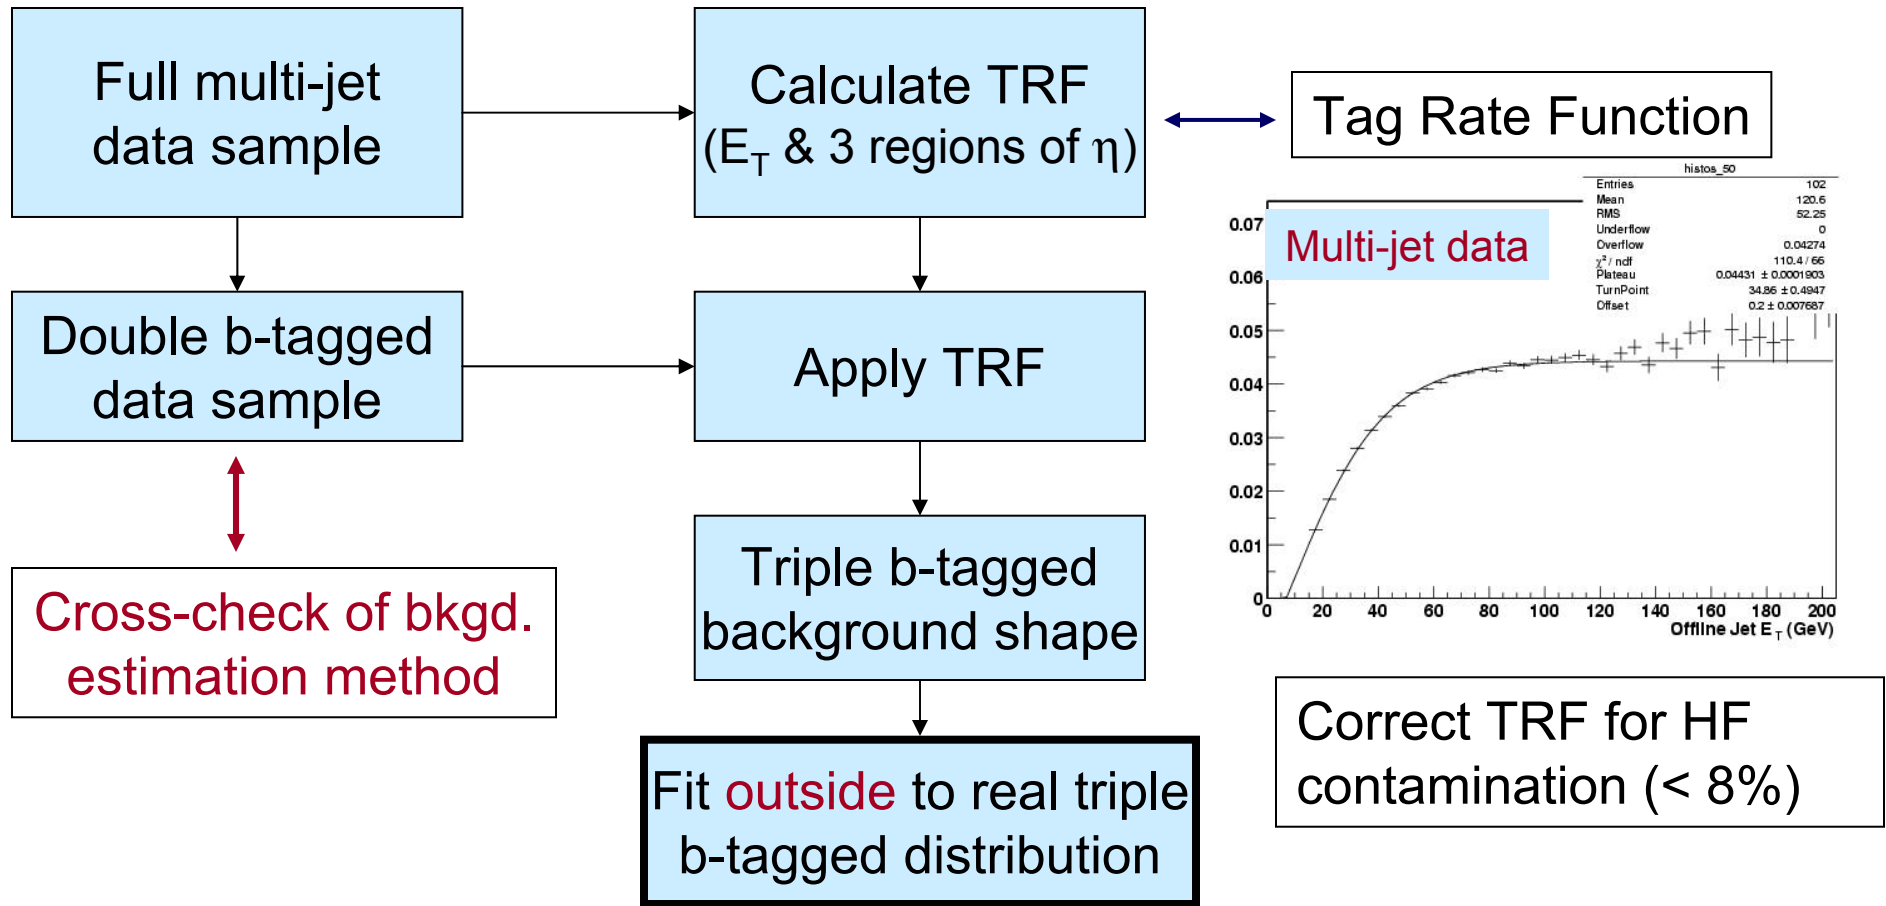 Full multi-jet
data sample
Calculate TRF
(E_T & 3 regions of η)
Tag Rate Function
Double b-tagged
data sample
Apply TRF
Cross-check of bkgd.
estimation method
Triple b-tagged
background shape
Fit outside to real triple
b-tagged distribution
Multi-jet data
histos_50
Entries 102
Mean 120.6
RMS 52.25
Underflow 0
Overflow 0.04274
χ² / ndf 110.4 / 66
Plateau 0.04431 ± 0.0001903
TurnPoint 34.86 ± 0.4947
Offset 0.2 ± 0.007687
0.07
0.06
0.05
0.04
0.03
0.02
0.01
0
0 20 40 60 80 100 120 140 160 180 200
Offline Jet E_T (GeV)
Correct TRF for HF
contamination (< 8%)